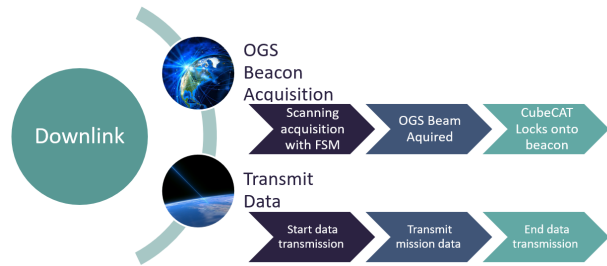 Downlink
OGS
Beacon
Acquisition
Scanning
acquisition
with FSM
OGS Beam
Aquired
CubeCAT
Locks onto
beacon
Transmit
Data
Start data
transmission
Transmit
mission data
End data
transmission